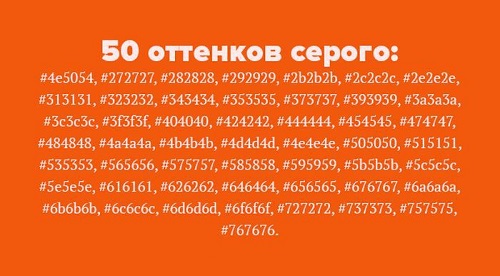 50 оттенков серого:
#4e5054, #272727, #282828, #292929, #2b2b2b, #2c2c2c, #2e2e2e,
#313131, #323232, #343434, #353535, #373737, #393939, #3a3a3a,
#3c3c3c, #3f3f3f, #404040, #424242, #444444, #454545, #474747,
#484848, #4a4a4a, #4b4b4b, #4d4d4d, #4e4e4e, #505050, #515151,
#535353, #565656, #575757, #585858, #595959, #5b5b5b, #5c5c5c,
#5e5e5e, #616161, #626262, #646464, #656565, #676767, #6a6a6a,
#6b6b6b, #6c6c6c, #6d6d6d, #6f6f6f, #727272, #737373, #757575,
#767676.